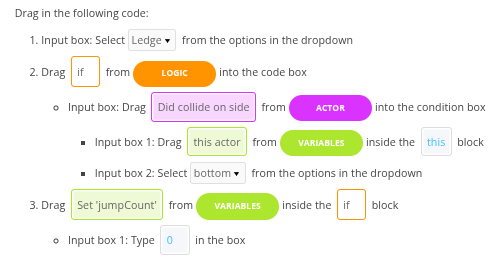 Drag in the following code:
1. Input box: Select Ledge from the options in the dropdown
2. Drag if from LOGIC into the code box
Input box: Drag Did collide on side from ACTOR into the condition box
Input box 1: Drag this actor from VARIABLES inside the this block
Input box 2: Select bottom from the options in the dropdown
3. Drag Set 'jumpCount' from VARIABLES inside the if block
Input box 1: Type 0 in the box